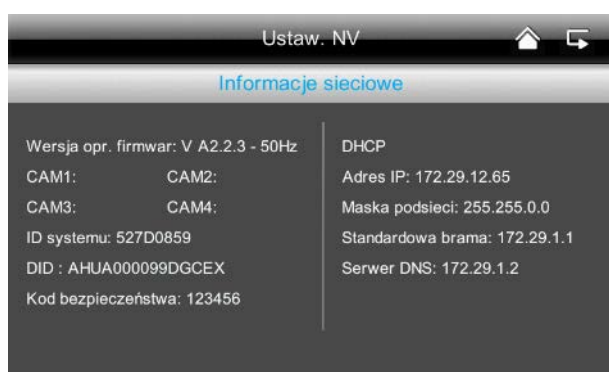 Ustaw. NV
Informacje sieciowe
Wersja opr. firmwar: V A2.2.3 - 50Hz
CAM1: CAM2:
CAM3: CAM4:
ID systemu: 527D0859
DID : AHUA000099DGCEX
Kod bezpieczeństwa: 123456
DHCP
Adres IP: 172.29.12.65
Maska podsieci: 255.255.0.0
Standardowa brama: 172.29.1.1
Serwer DNS: 172.29.1.2